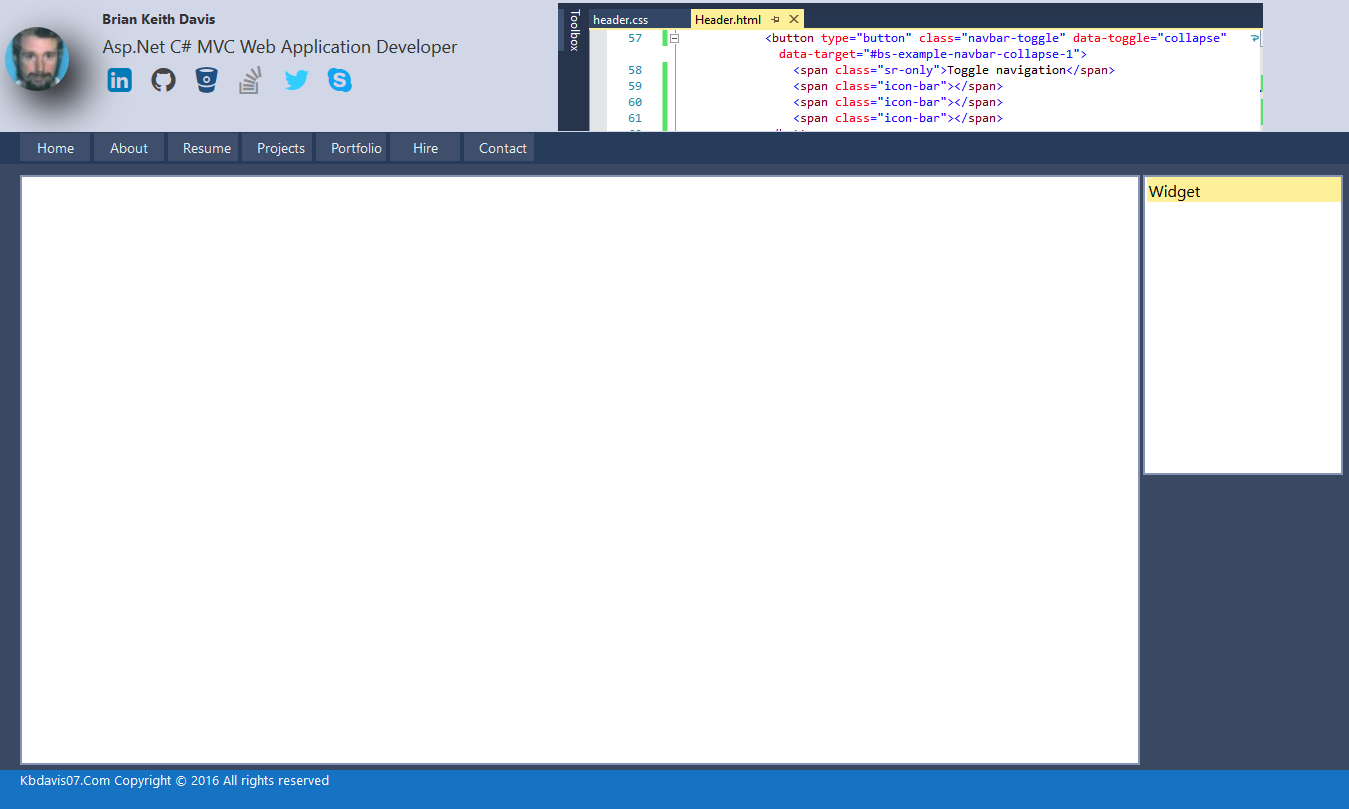 Brian Keith Davis
Asp.Net C# MVC Web Application Developer
in
Toolbox
header.css
Header.html
57 <button type="button" class="navbar-toggle" data-toggle="collapse"
data-target="#bs-example-navbar-collapse-1">
58 <span class="sr-only">Toggle navigation</span>
59 <span class="icon-bar"></span>
60 <span class="icon-bar"></span>
61 <span class="icon-bar"></span>
Home About Resume Projects Portfolio Hire Contact
Widget
Kbdavis07.Com Copyright © 2016 All rights reserved